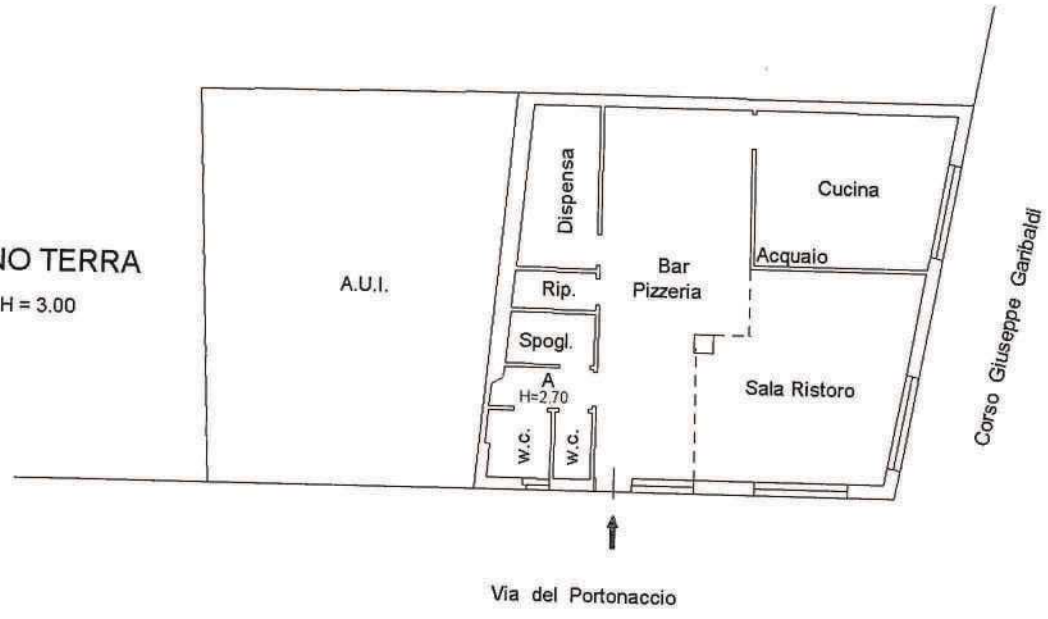 NO TERRA
H = 3.00
A.U.I.
Dispensa
Rip.
Spogl.
A
H=2.70
w.c.
w.c.
Bar
Pizzeria
Cucina
Acquaio
Sala Ristoro
Corso Giuseppe Garibaldi
Via del Portonaccio